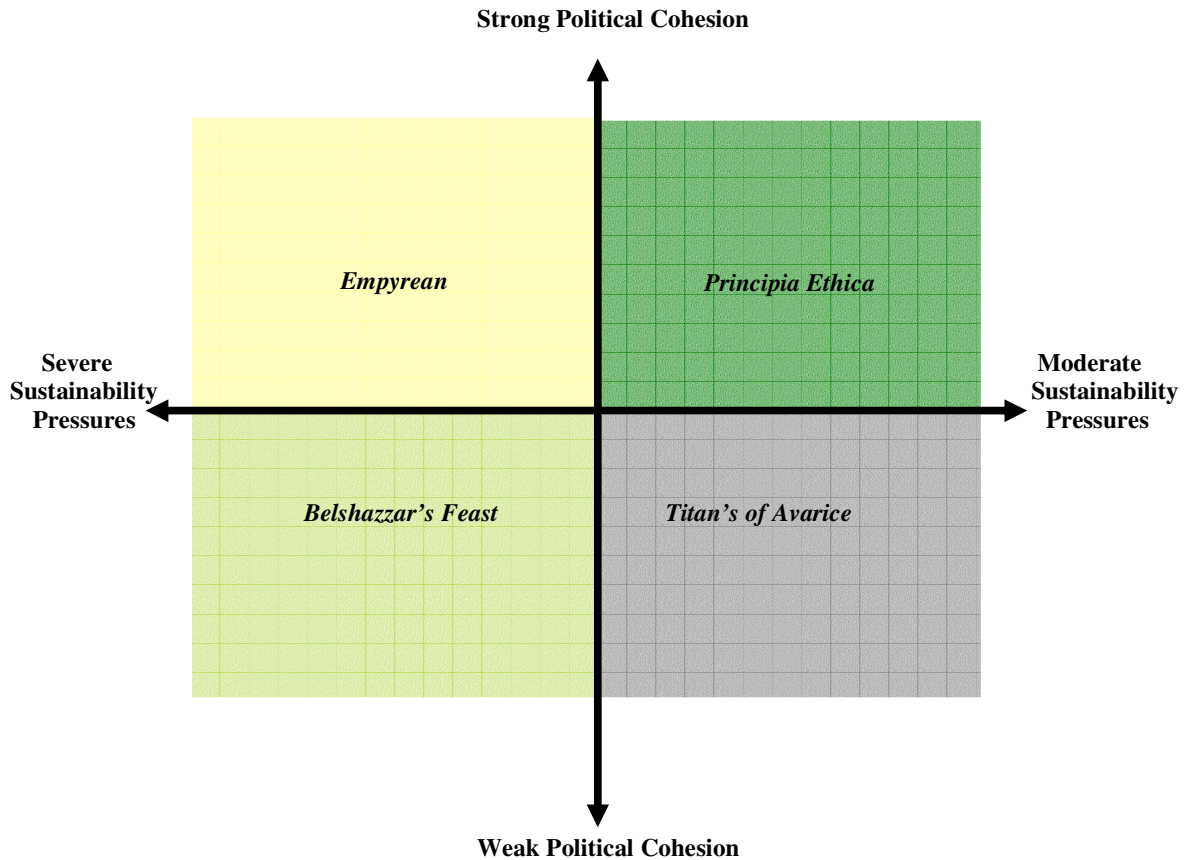 Strong Political Cohesion
Empyrean
Principia Ethica
Severe
Sustainability
Pressures
Moderate
Sustainability
Pressures
Belshazzar's Feast
Titan's of Avarice
Weak Political Cohesion